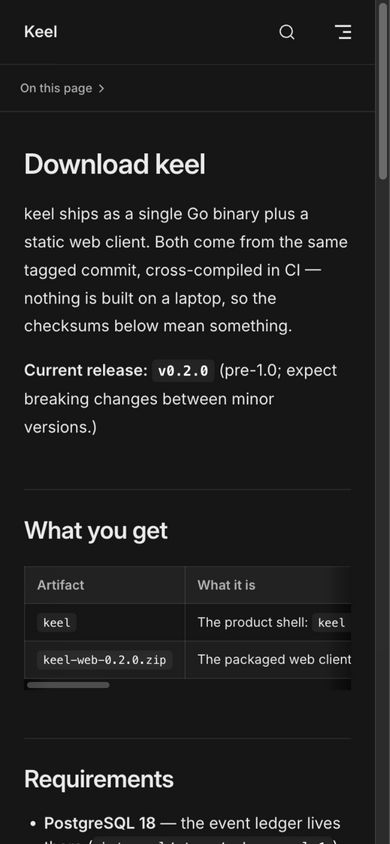 Keel
On this page
Download keel
keel ships as a single Go binary plus a
static web client. Both come from the same
tagged commit, cross-compiled in CI —
nothing is built on a laptop, so the
checksums below mean something.
Current release: v0.2.0 (pre-1.0; expect
breaking changes between minor
versions.)
What you get
Artifact What it is
keel The product shell: keel
keel-web-0.2.0.zip The packaged web client
Requirements
• PostgreSQL 18 — the event ledger lives